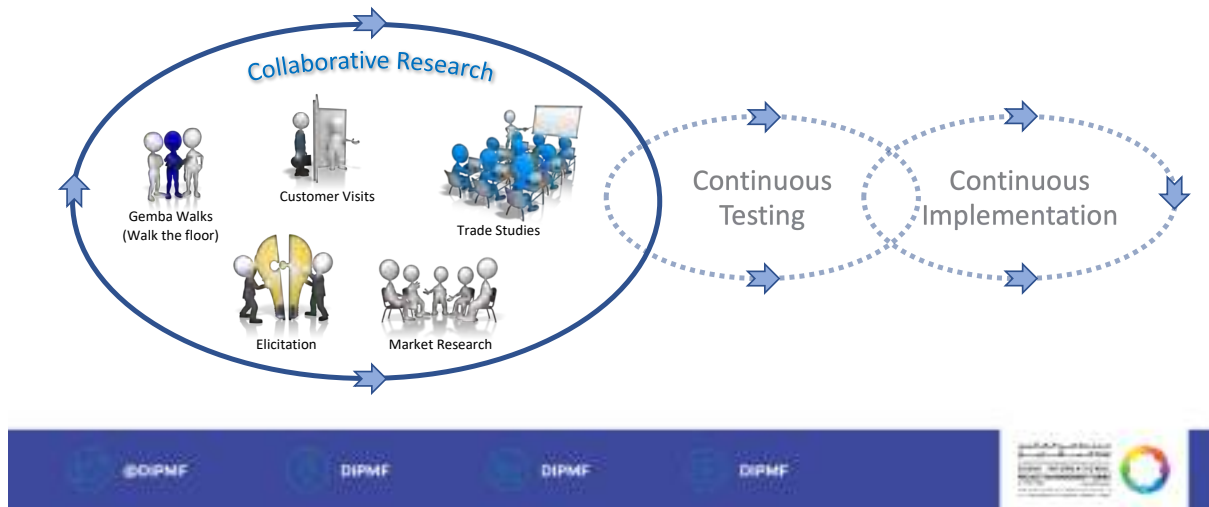 Collaborative Research
Customer Visits
Gemba Walks
(Walk the floor)
Trade Studies
Elicitation
Market Research
Continuous
Testing
Continuous
Implementation
@DIPMF
DIPMF
DIPMF
DIPMF